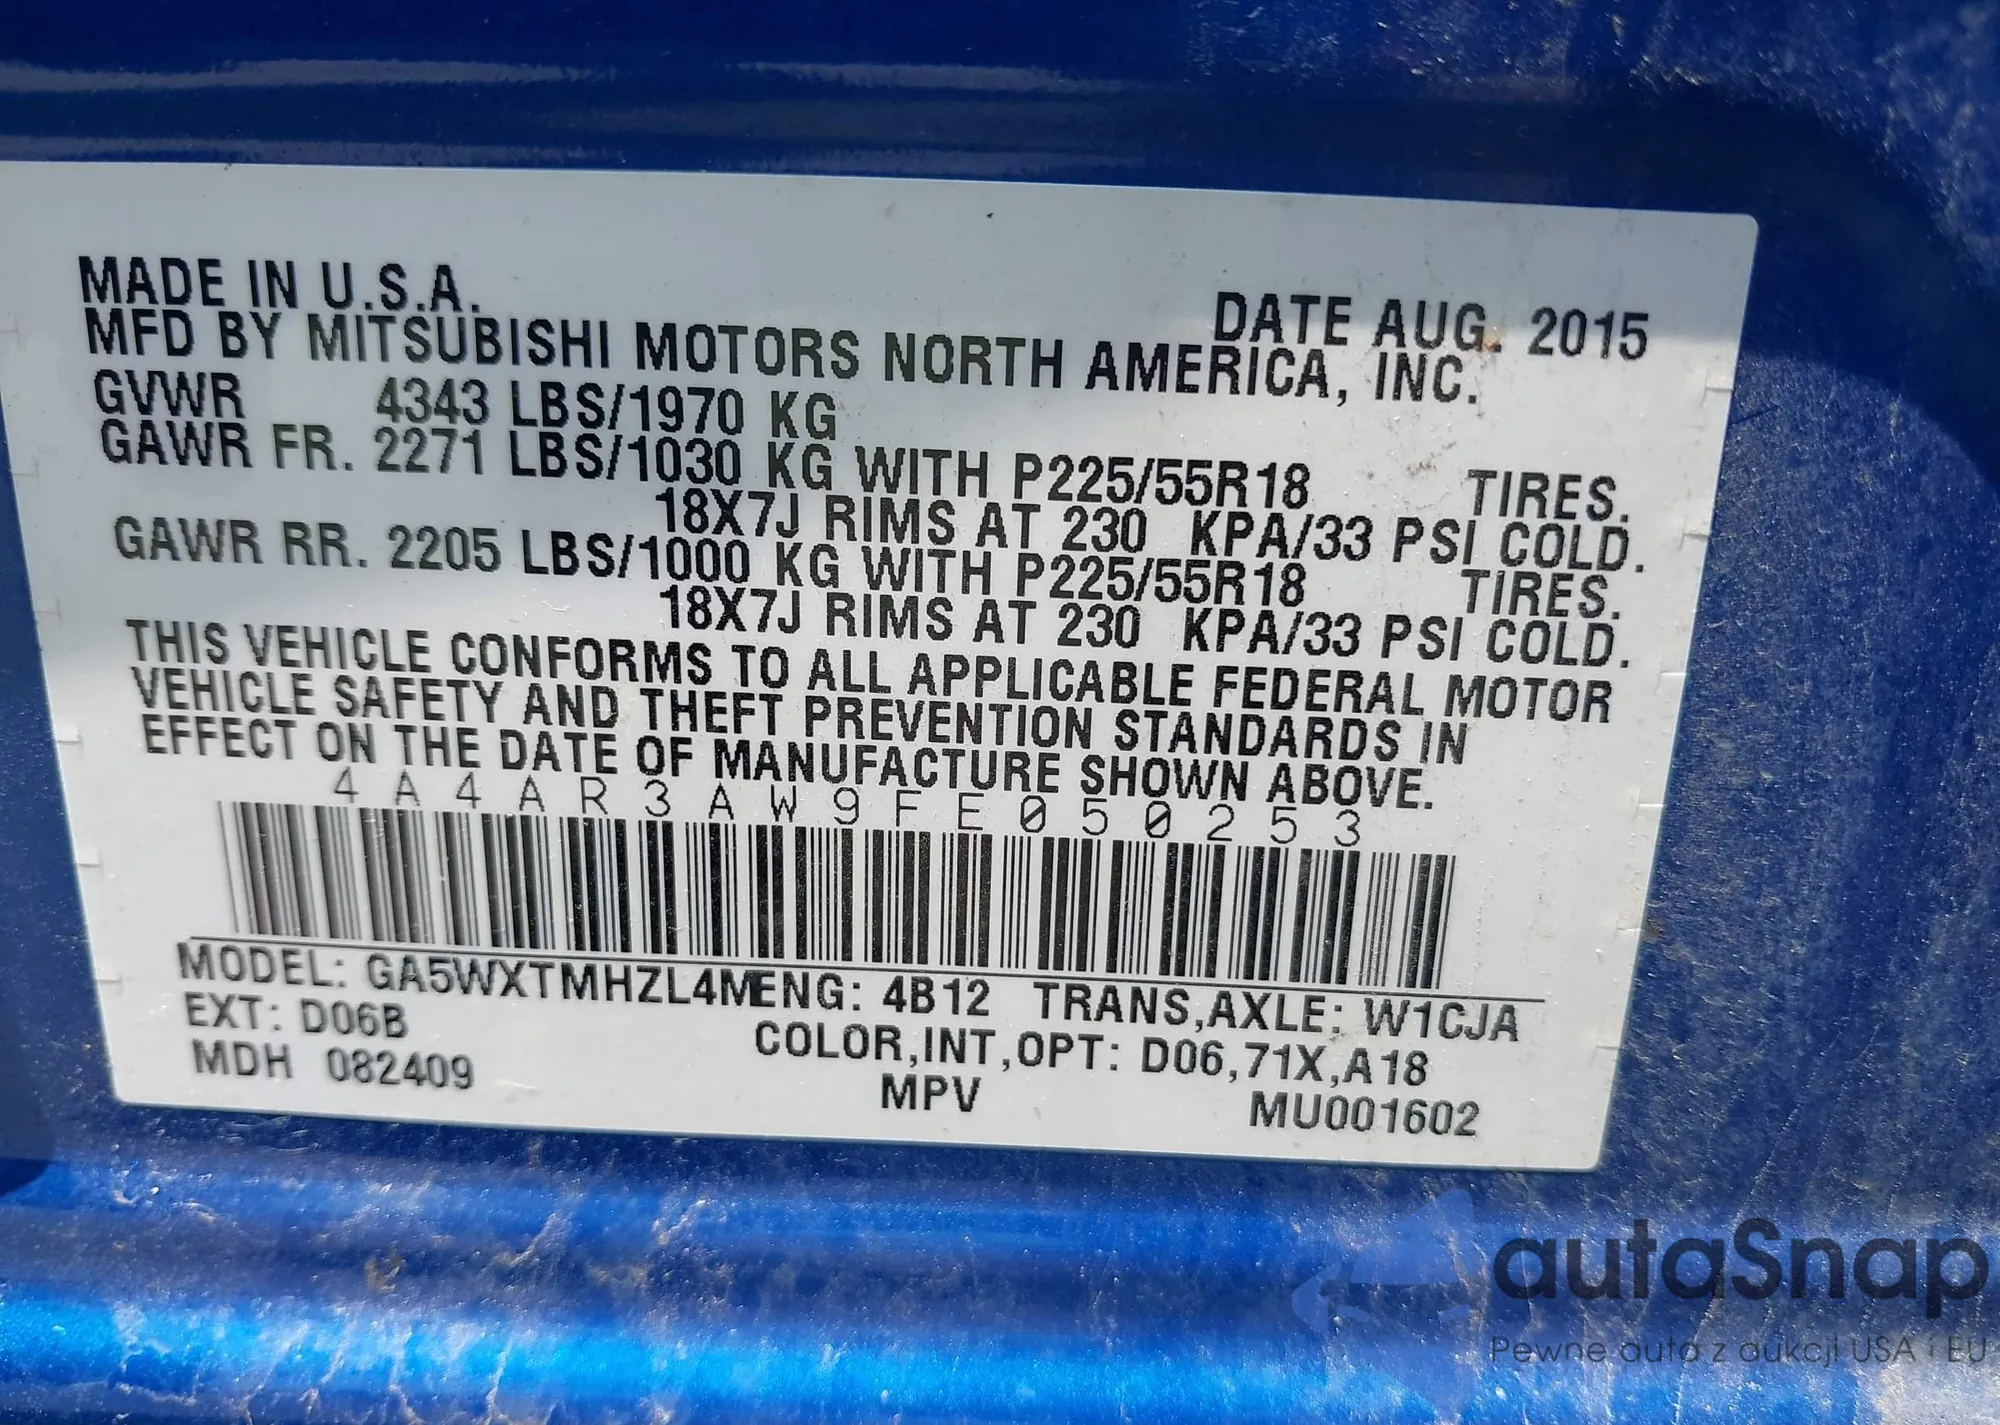 MADE IN U.S.A. DATE AUG. 2015
MFD BY MITSUBISHI MOTORS NORTH AMERICA, INC.
GVWR 4343 LBS/1970 KG
GAWR FR. 2271 LBS/1030 KG WITH P225/55R18 TIRES.
18X7J RIMS AT 230 KPA/33 PSI COLD.
GAWR RR. 2205 LBS/1000 KG WITH P225/55R18 TIRES.
18X7J RIMS AT 230 KPA/33 PSI COLD.
THIS VEHICLE CONFORMS TO ALL APPLICABLE FEDERAL MOTOR
VEHICLE SAFETY AND THEFT PREVENTION STANDARDS IN
EFFECT ON THE DATE OF MANUFACTURE SHOWN ABOVE.
4A4AR3AW9FE050253
MODEL: GA5WXTMHZL4M ENG: 4B12 TRANS,AXLE: W1CJA
EXT: D06B COLOR,INT,OPT: D06,71X,A18
MDH 082409 MPV MU001602
autaSnap
Pewne auta z aukcji USA i EU